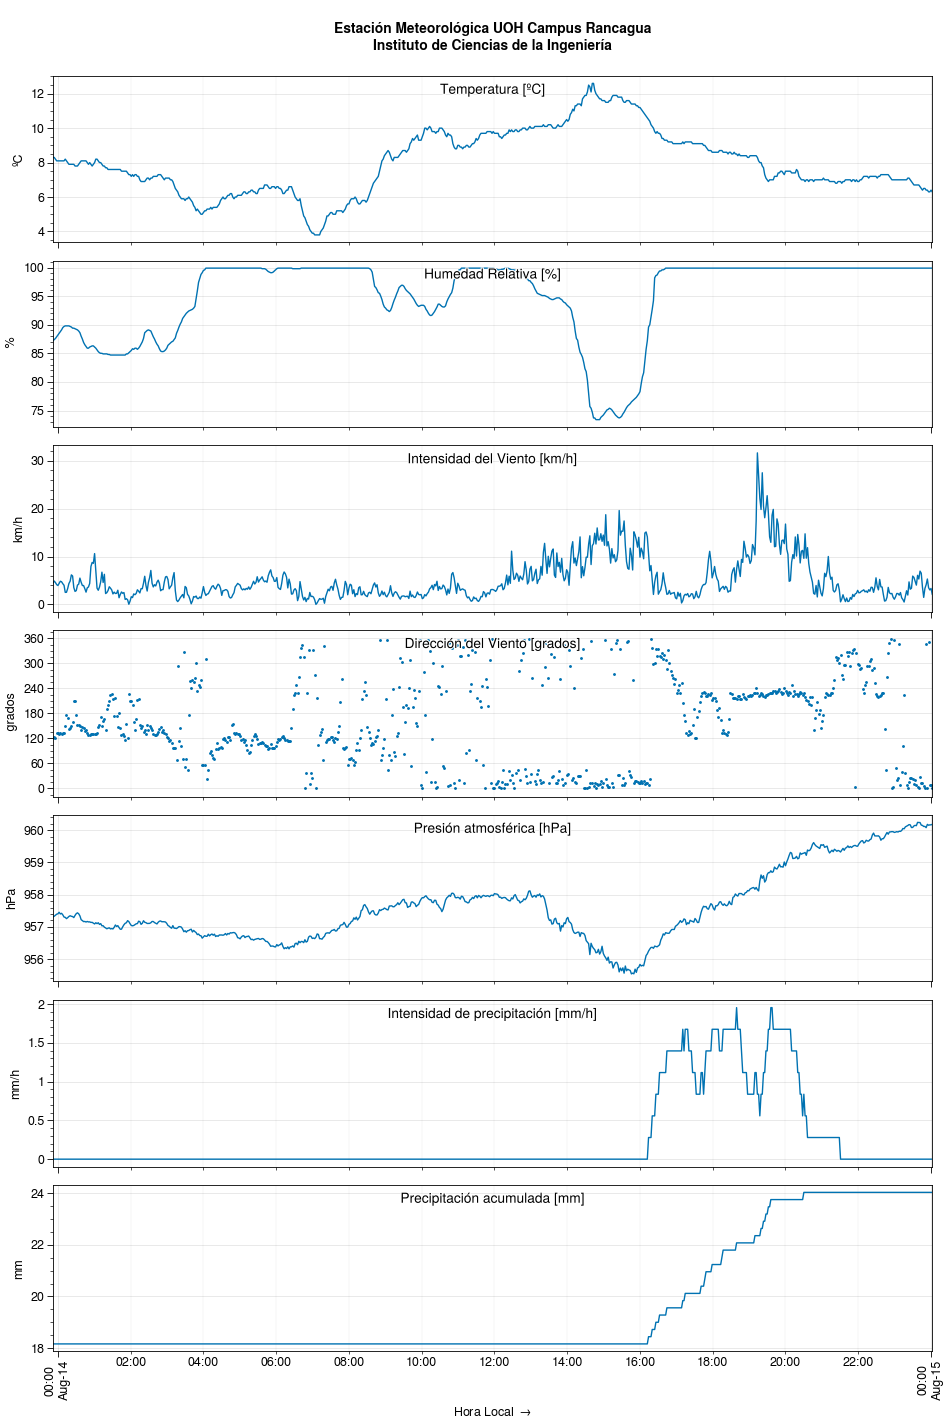 Estación Meteorológica UOH Campus Rancagua
Instituto de Ciencias de la Ingeniería
Temperatura [ºC]
ºC
12
10
8
6
4
Humedad Relativa [%]
%
100
95
90
85
80
75
Intensidad del Viento [km/h]
km/h
30
20
10
0
Dirección del Viento [grados]
grados
360
300
240
180
120
60
0
Presión atmosférica [hPa]
hPa
960
959
958
957
956
Intensidad de precipitación [mm/h]
mm/h
2
1.5
1
0.5
0
Precipitación acumulada [mm]
mm
24
22
20
18
00:00
Aug-14
02:00
04:00
06:00
08:00
10:00
12:00
14:00
16:00
18:00
20:00
22:00
00:00
Aug-15
Hora Local →